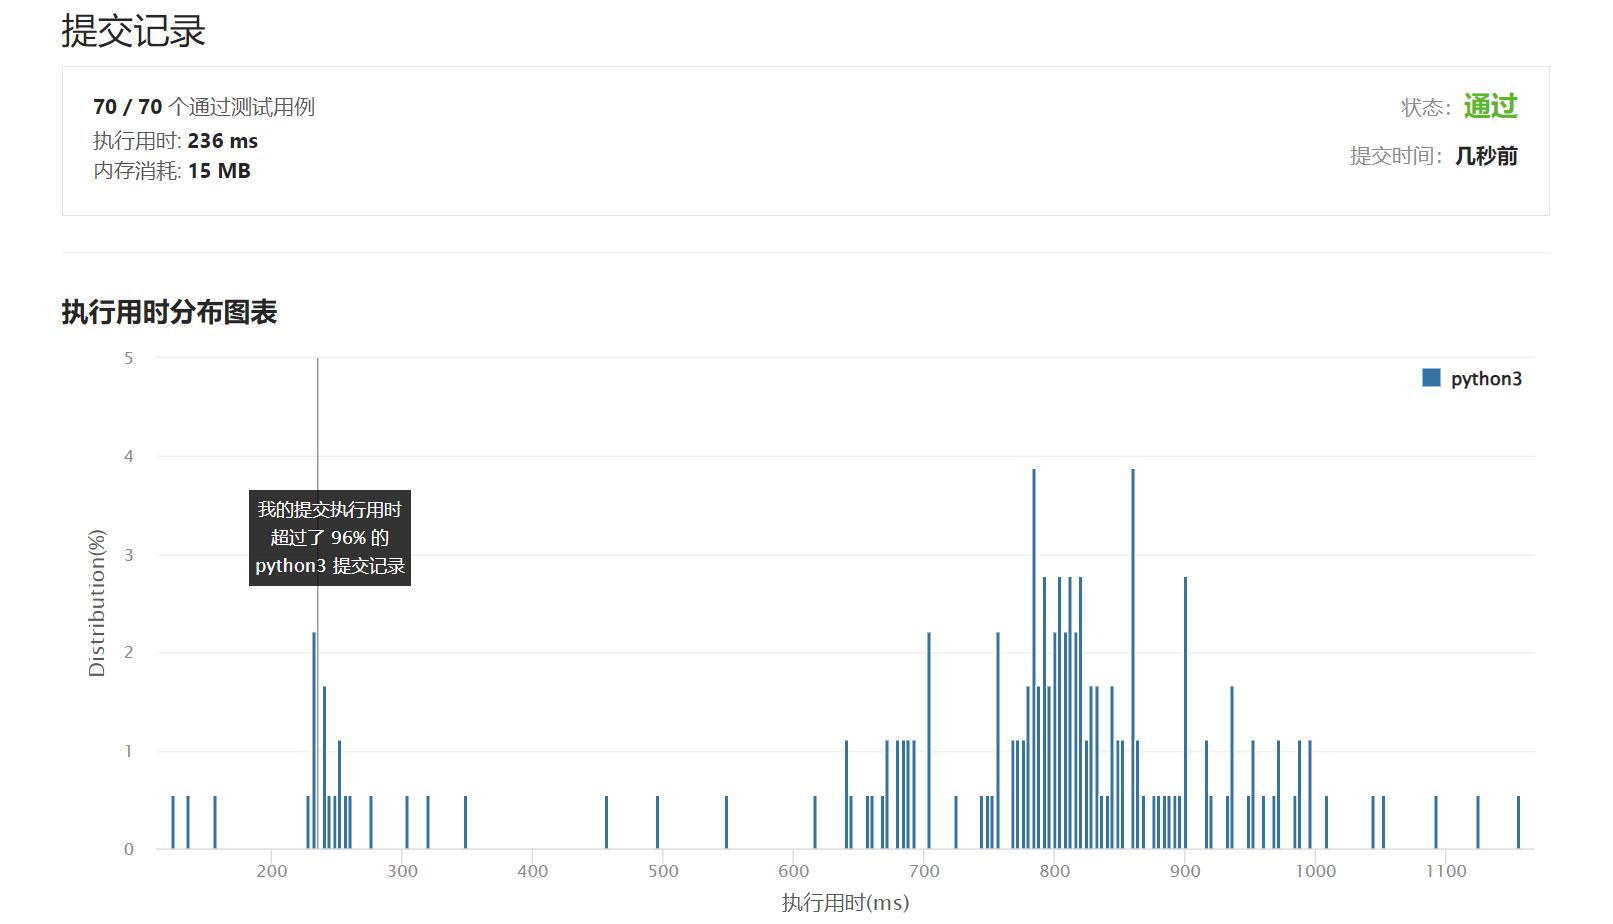 提交记录
70 / 70 个通过测试用例
状态：通过
执行用时: 236 ms
提交时间：几秒前
内存消耗: 15 MB
执行用时分布图表
python3
我的提交执行用时
超过了 96% 的
python3 提交记录
Distribution(%)
5
4
3
2
1
0
200 300 400 500 600 700 800 900 1000 1100
执行用时(ms)